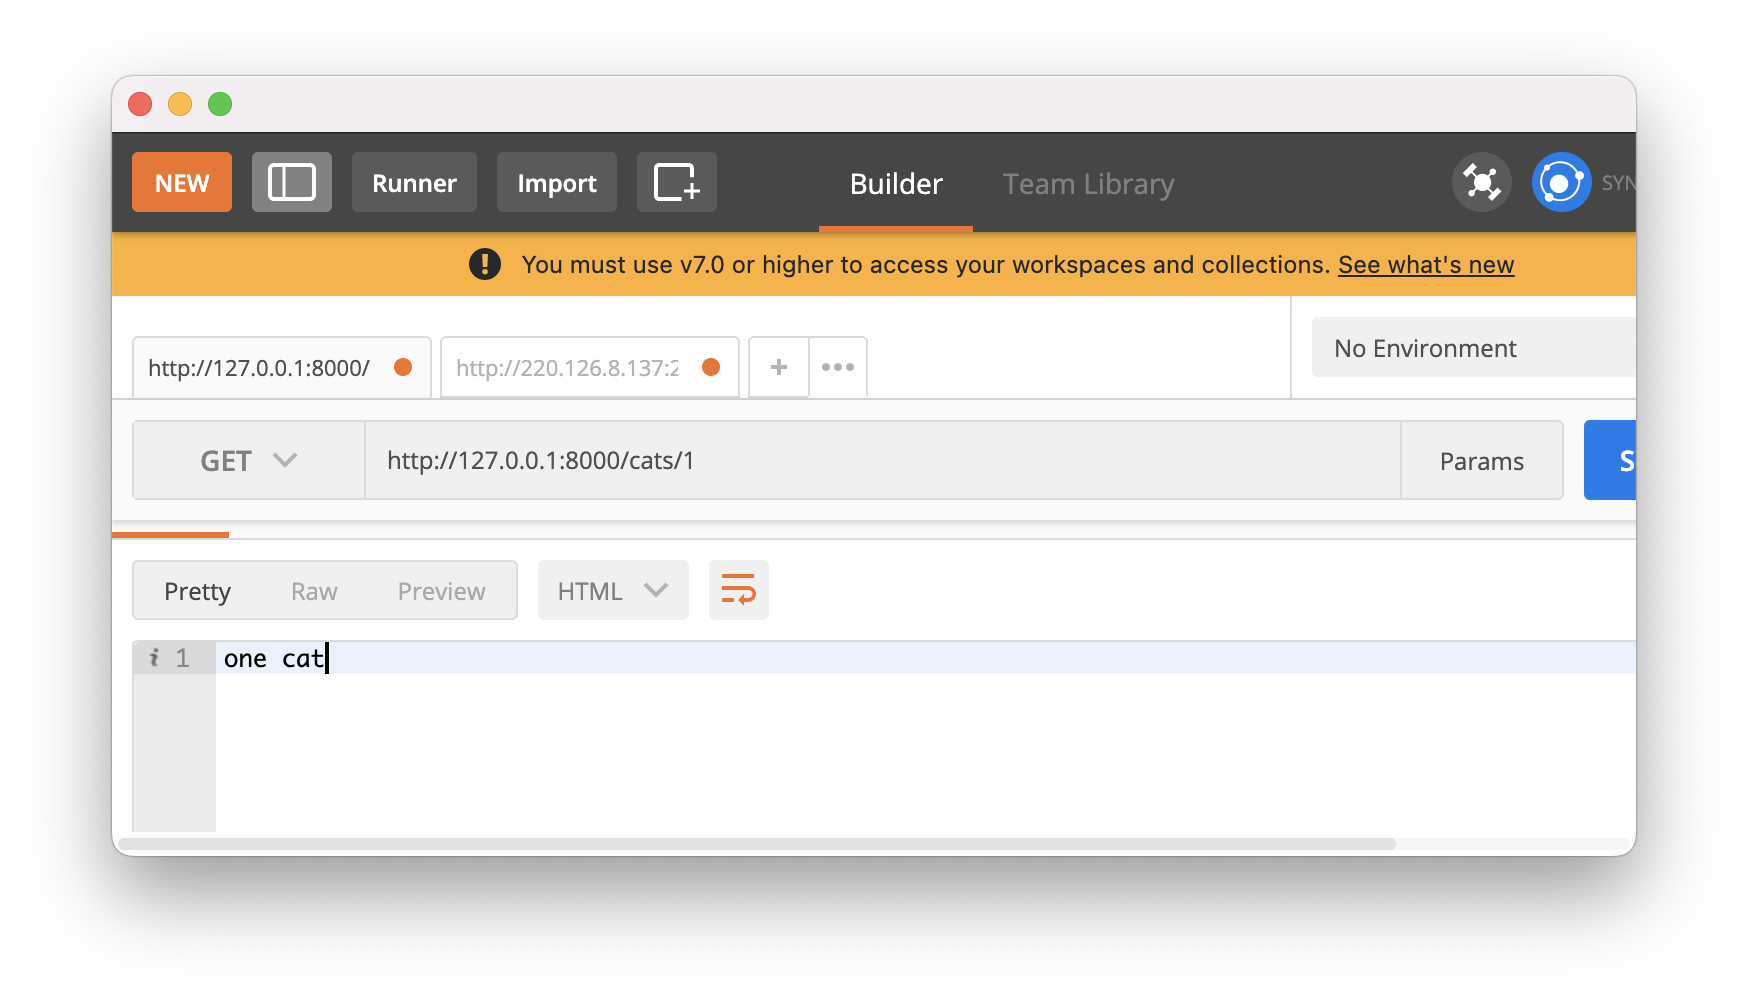 NEW Runner Import Builder Team Library SYN
You must use v7.0 or higher to access your workspaces and collections. See what's new
http://127.0.0.1:8000/ http://220.126.8.137:2 + ••• No Environment
GET http://127.0.0.1:8000/cats/1 Params S
Pretty Raw Preview HTML
i 1 one cat